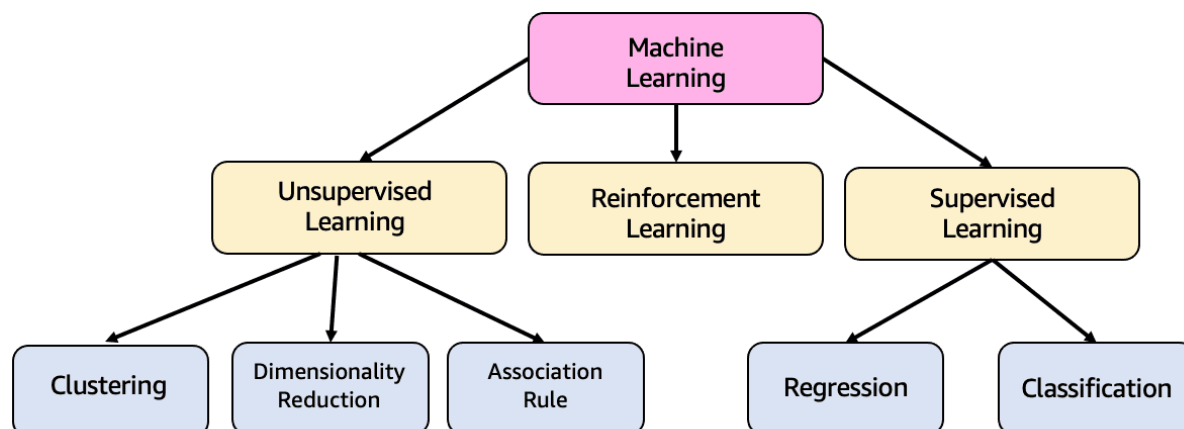 Machine
Learning
Unsupervised
Learning
Reinforcement
Learning
Supervised
Learning
Clustering
Dimensionality
Reduction
Association
Rule
Regression
Classification